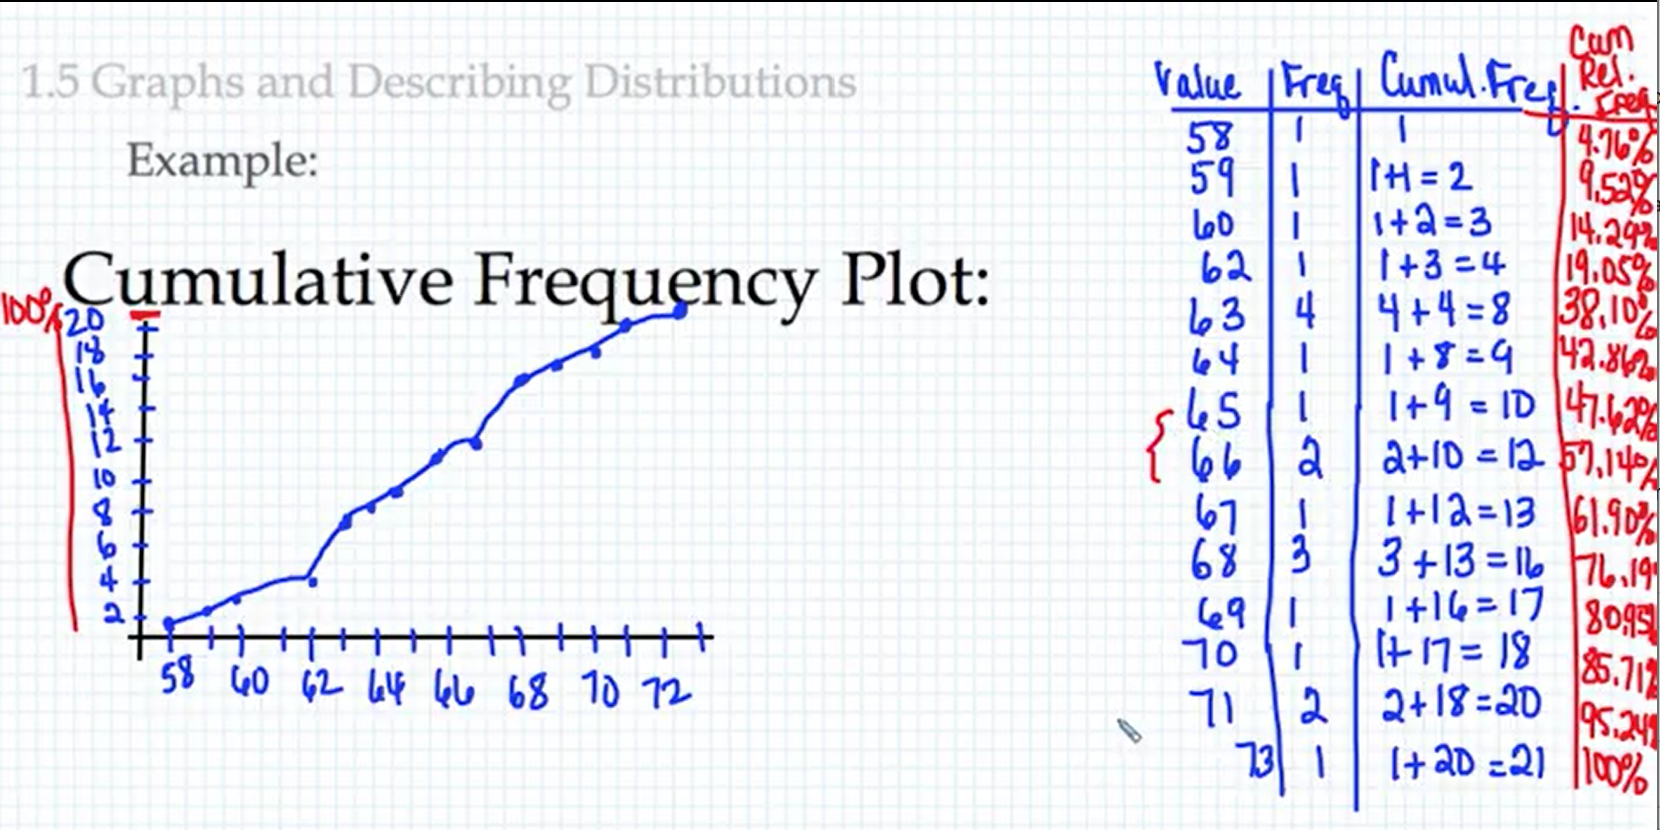 1.5 Graphs and Describing Distributions
Example:
Cumulative Frequency Plot:
100%
20
18
16
14
12
10
8
6
4
2
58 60 62 64 66 68 70 72
Value Freq Cumul. Freq. Cum Rel. Freq
58 1 1 4.76%
59 1 1+1=2 9.52%
60 1 1+2=3 14.29%
62 1 1+3=4 19.05%
63 4 4+4=8 38.10%
64 1 1+8=9 42.86%
65 1 1+9=10 47.62%
66 2 2+10=12 57.14%
67 1 1+12=13 61.90%
68 3 3+13=16 76.19
69 1 1+16=17 80.95
70 1 1+17=18 85.71%
71 2 2+18=20 95.24%
73 1 1+20=21 100%